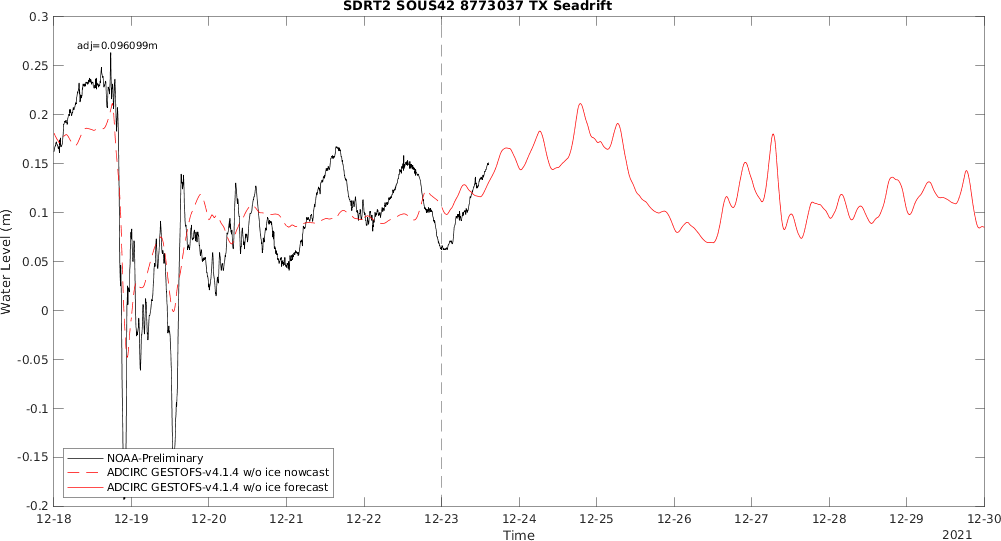 SDRT2 SOUS42 8773037 TX Seadrift
adj=0.096099m
Water Level (m)
0.3
0.25
0.2
0.15
0.1
0.05
0
-0.05
-0.1
-0.15
-0.2
NOAA-Preliminary
ADCIRC GESTOFS-v4.1.4 w/o ice nowcast
ADCIRC GESTOFS-v4.1.4 w/o ice forecast
12-18 12-19 12-20 12-21 12-22 12-23 12-24 12-25 12-26 12-27 12-28 12-29 12-30
Time
2021